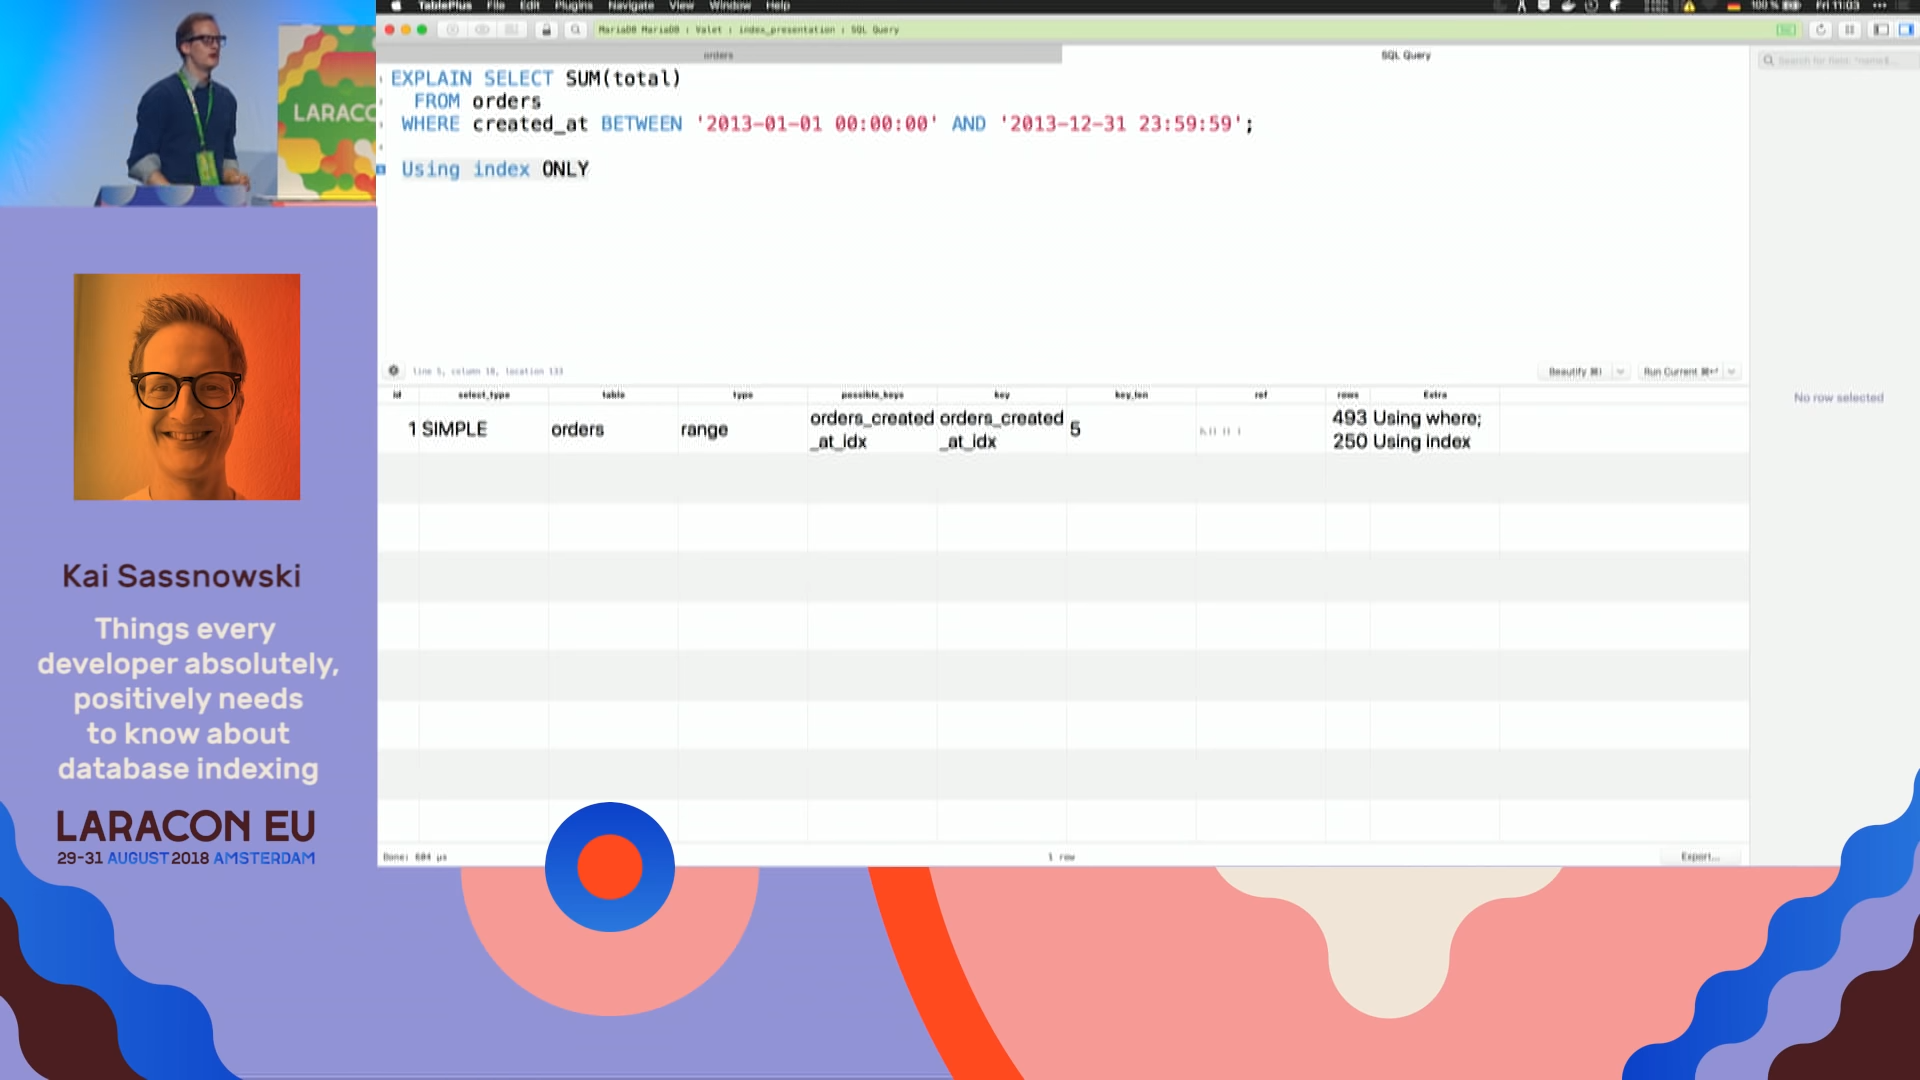 TablePlus File Edit Plugins Navigate View Window Help
100 % Fri 11:03
MariaDB MariaDB : Valet : index_presentation : SQL Query
orders
SQL Query
EXPLAIN SELECT SUM(total)
FROM orders
WHERE created_at BETWEEN '2013-01-01 00:00:00' AND '2013-12-31 23:59:59';
Using index ONLY
line 5, column 18, location 133
Beautify ⌘I
Run Current ⌘↵
id select_type table type possible_keys key key_len ref rows Extra
1 SIMPLE orders range orders_created_at_idx orders_created_at_idx 5 493250 Using where; Using index
No row selected
Done: 604 µs
1 row
Export...
LARACO
Kai Sassnowski
Things every
developer absolutely,
positively needs
to know about
database indexing
LARACON EU
29-31 AUGUST 2018 AMSTERDAM